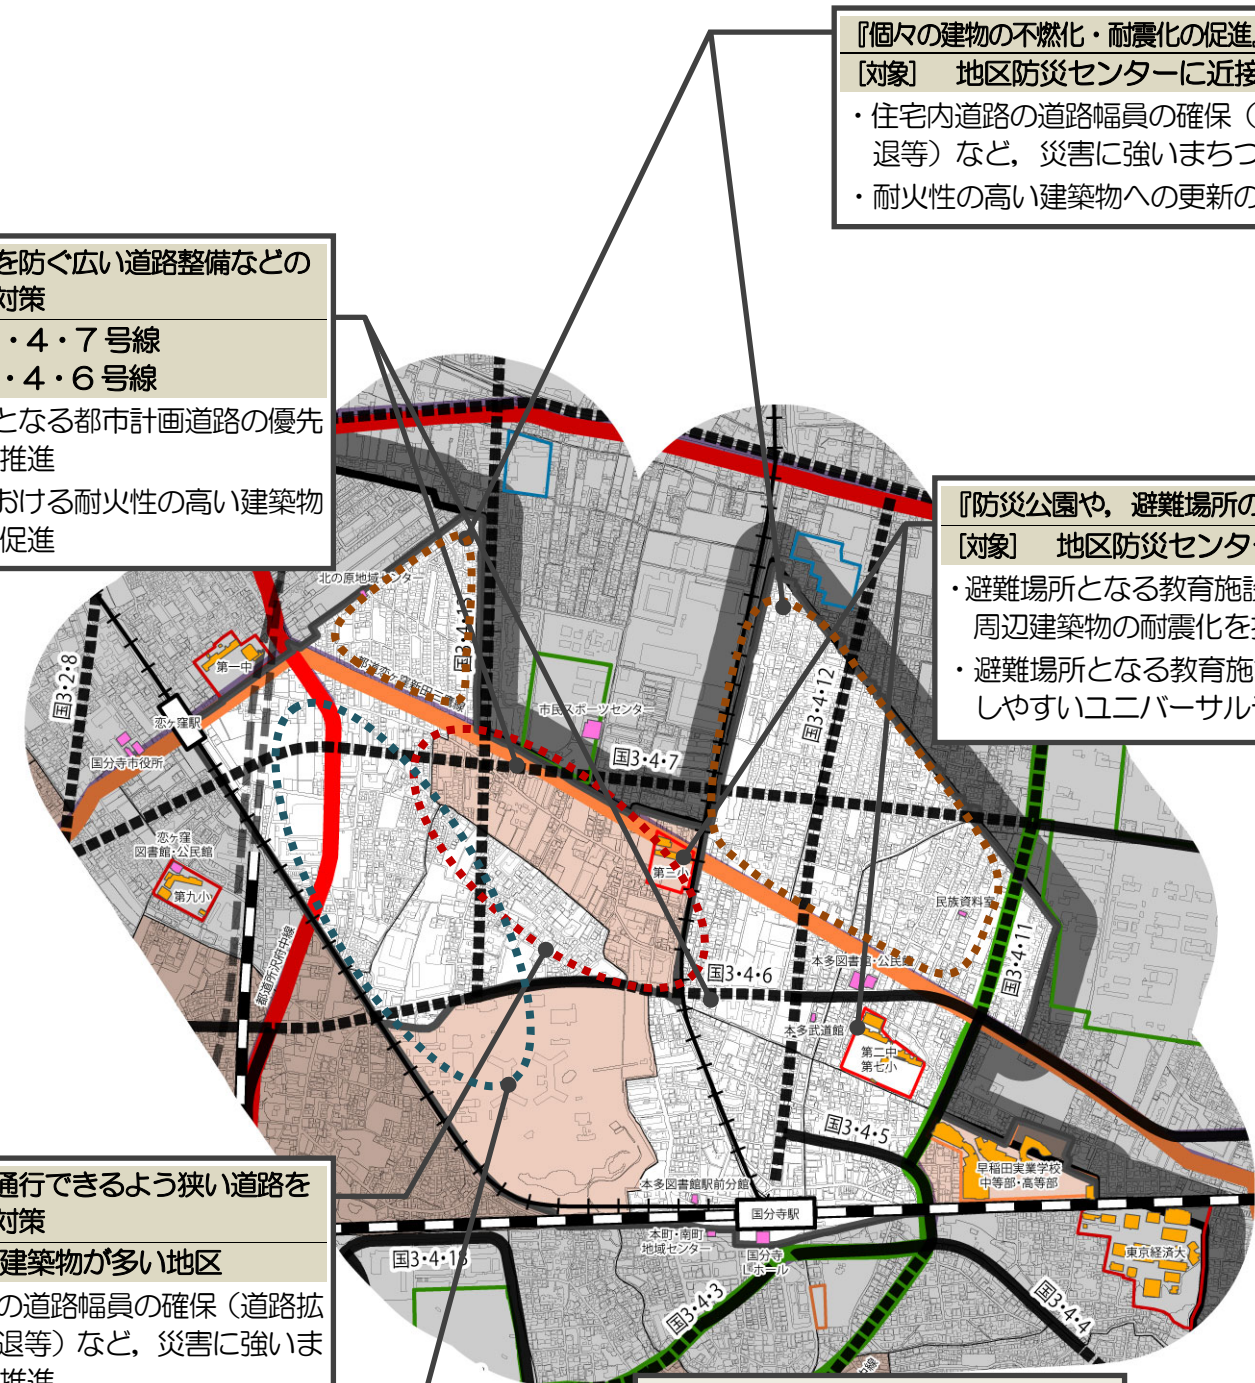 『個々の建物の不燃化・耐震化の促進
[対象]　地区防災センターに近接
・住宅内道路の道路幅員の確保（
退等）など，災害に強いまちつ
・耐火性の高い建築物への更新の
を防ぐ広い道路整備などの
対策
・４・７号線
・４・６号線
となる都市計画道路の優先
推進
おける耐火性の高い建築物
促進
『防災公園や，避難場所の
[対象]　地区防災センター
・避難場所となる教育施設
周辺建築物の耐震化を
・避難場所となる教育施
しやすいユニバーサル
北の原地域センター
第一中
国3・2・8
恋ヶ窪駅
国分寺市役所
恋ヶ窪
図書館・公民館
第九小
都道所沢府中線
市民スポーツセンター
国3・4・7
国3・4・12
第三小
民族資料室
国3・4・11
国3・4・6
本多図書館・公民館
本多武道館
第二中
第七小
国3・4・5
早稲田実業学校
中等部・高等部
本多図書館駅前分館
国分寺駅
本町・南町
地域センター
国分寺
Lホール
東京経済大
国3・4・3
国3・4・4
通行できるよう狭い道路を
対策
建築物が多い地区
の道路幅員の確保（道路拡
退等）など，災害に強いま
推進